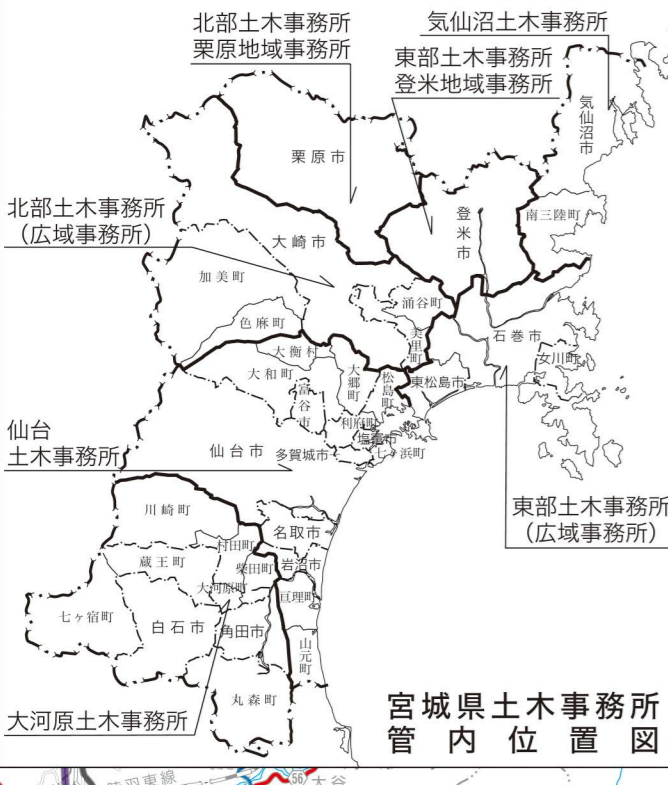 北部土木事務所
栗原地域事務所
気仙沼土木事務所
東部土木事務所
登米地域事務所
気仙沼市
栗原市
北部土木事務所
（広域事務所）
登米市
南三陸町
大崎市
加美町
涌谷町
色麻町
美里町
石巻市
女川町
大衡村
大和町
大郷町
松島町
東松島市
富谷市
利府町
塩竈市
仙台
土木事務所
仙台市
多賀城市
七ヶ浜町
東部土木事務所
（広域事務所）
川崎町
名取市
村田町
蔵王町
柴田町
岩沼市
大河原町
亘理町
七ヶ宿町
白石市
角田市
山元町
丸森町
大河原土木事務所
宮城県土木事務所
管内位置図
陸羽東線
56
大谷